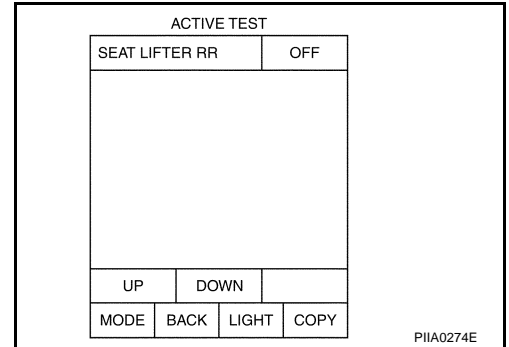 ACTIVE TEST
SEAT LIFTER RR OFF
UP DOWN
MODE BACK LIGHT COPY
PIIA0274E